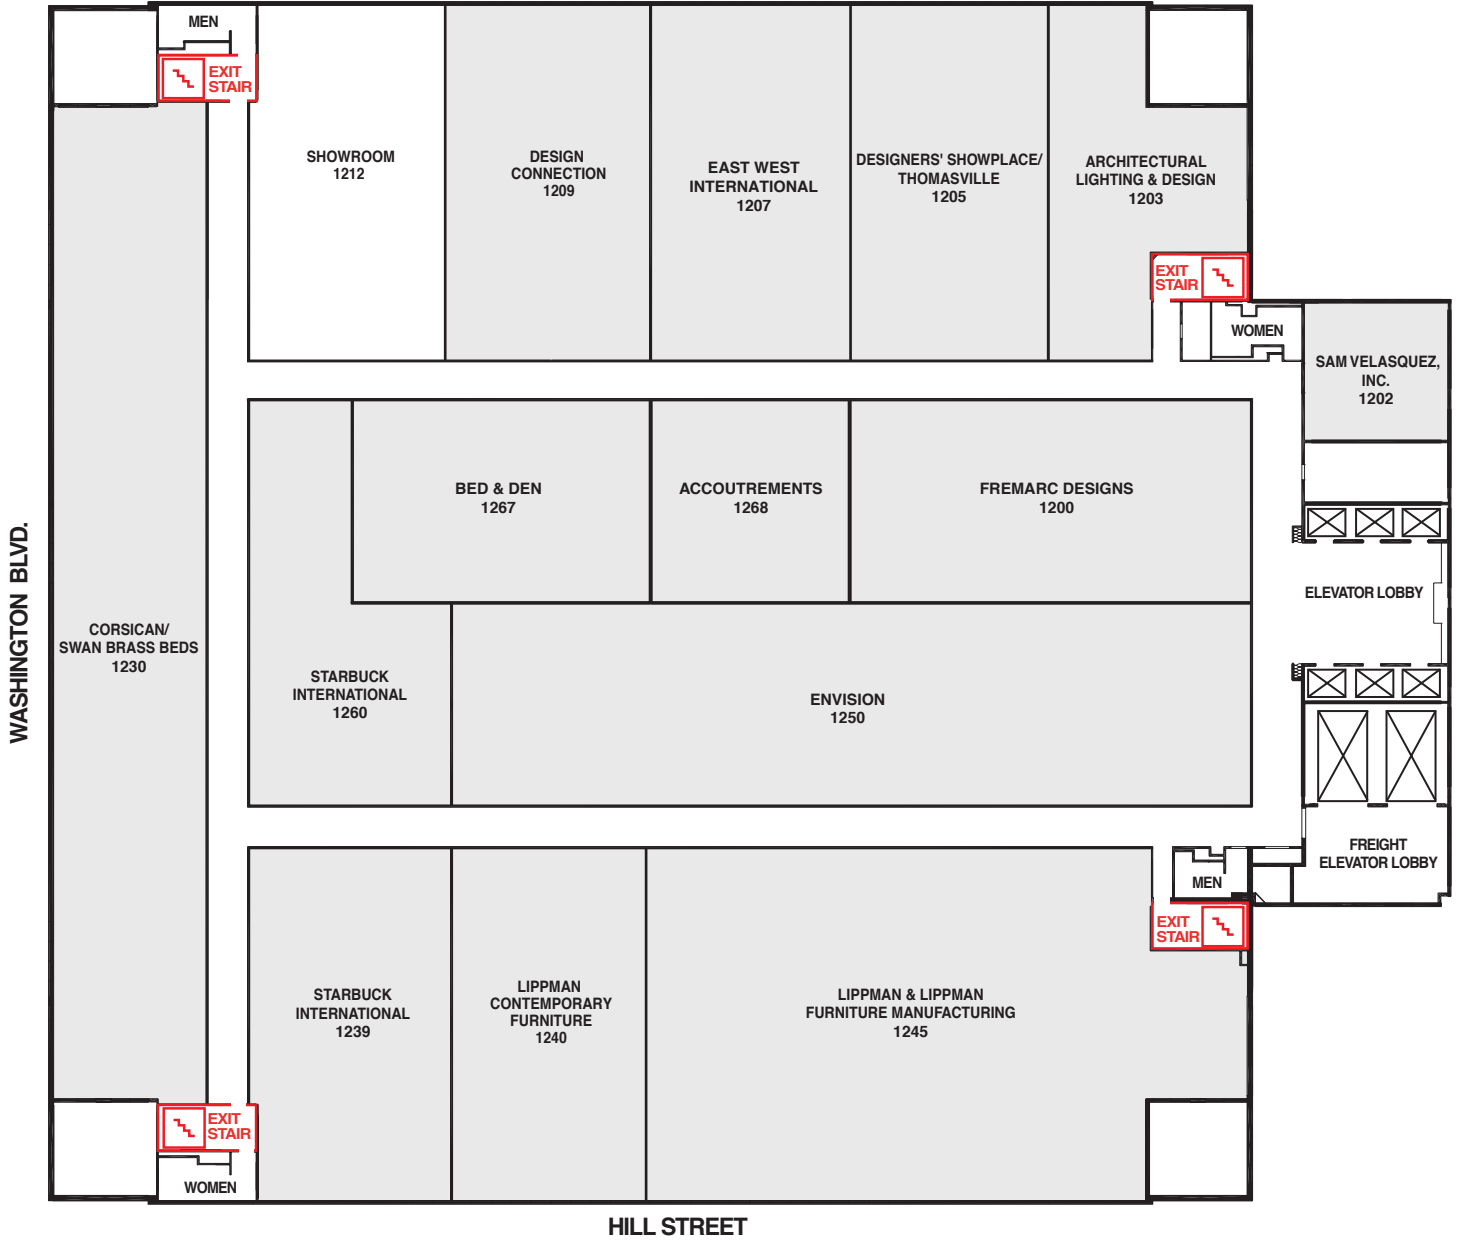 MEN
EXIT
STAIR
SHOWROOM
1212
DESIGN
CONNECTION
1209
EAST WEST
INTERNATIONAL
1207
DESIGNERS' SHOWPLACE/
THOMASVILLE
1205
ARCHITECTURAL
LIGHTING & DESIGN
1203
EXIT
STAIR
WOMEN
SAM VELASQUEZ,
INC.
1202
BED & DEN
1267
ACCOUTREMENTS
1268
FREMARC DESIGNS
1200
ELEVATOR LOBBY
WASHINGTON BLVD.
CORSICAN/
SWAN BRASS BEDS
1230
STARBUCK
INTERNATIONAL
1260
ENVISION
1250
FREIGHT
ELEVATOR LOBBY
MEN
EXIT
STAIR
STARBUCK
INTERNATIONAL
1239
LIPPMAN
CONTEMPORARY
FURNITURE
1240
LIPPMAN & LIPPMAN
FURNITURE MANUFACTURING
1245
EXIT
STAIR
WOMEN
HILL STREET